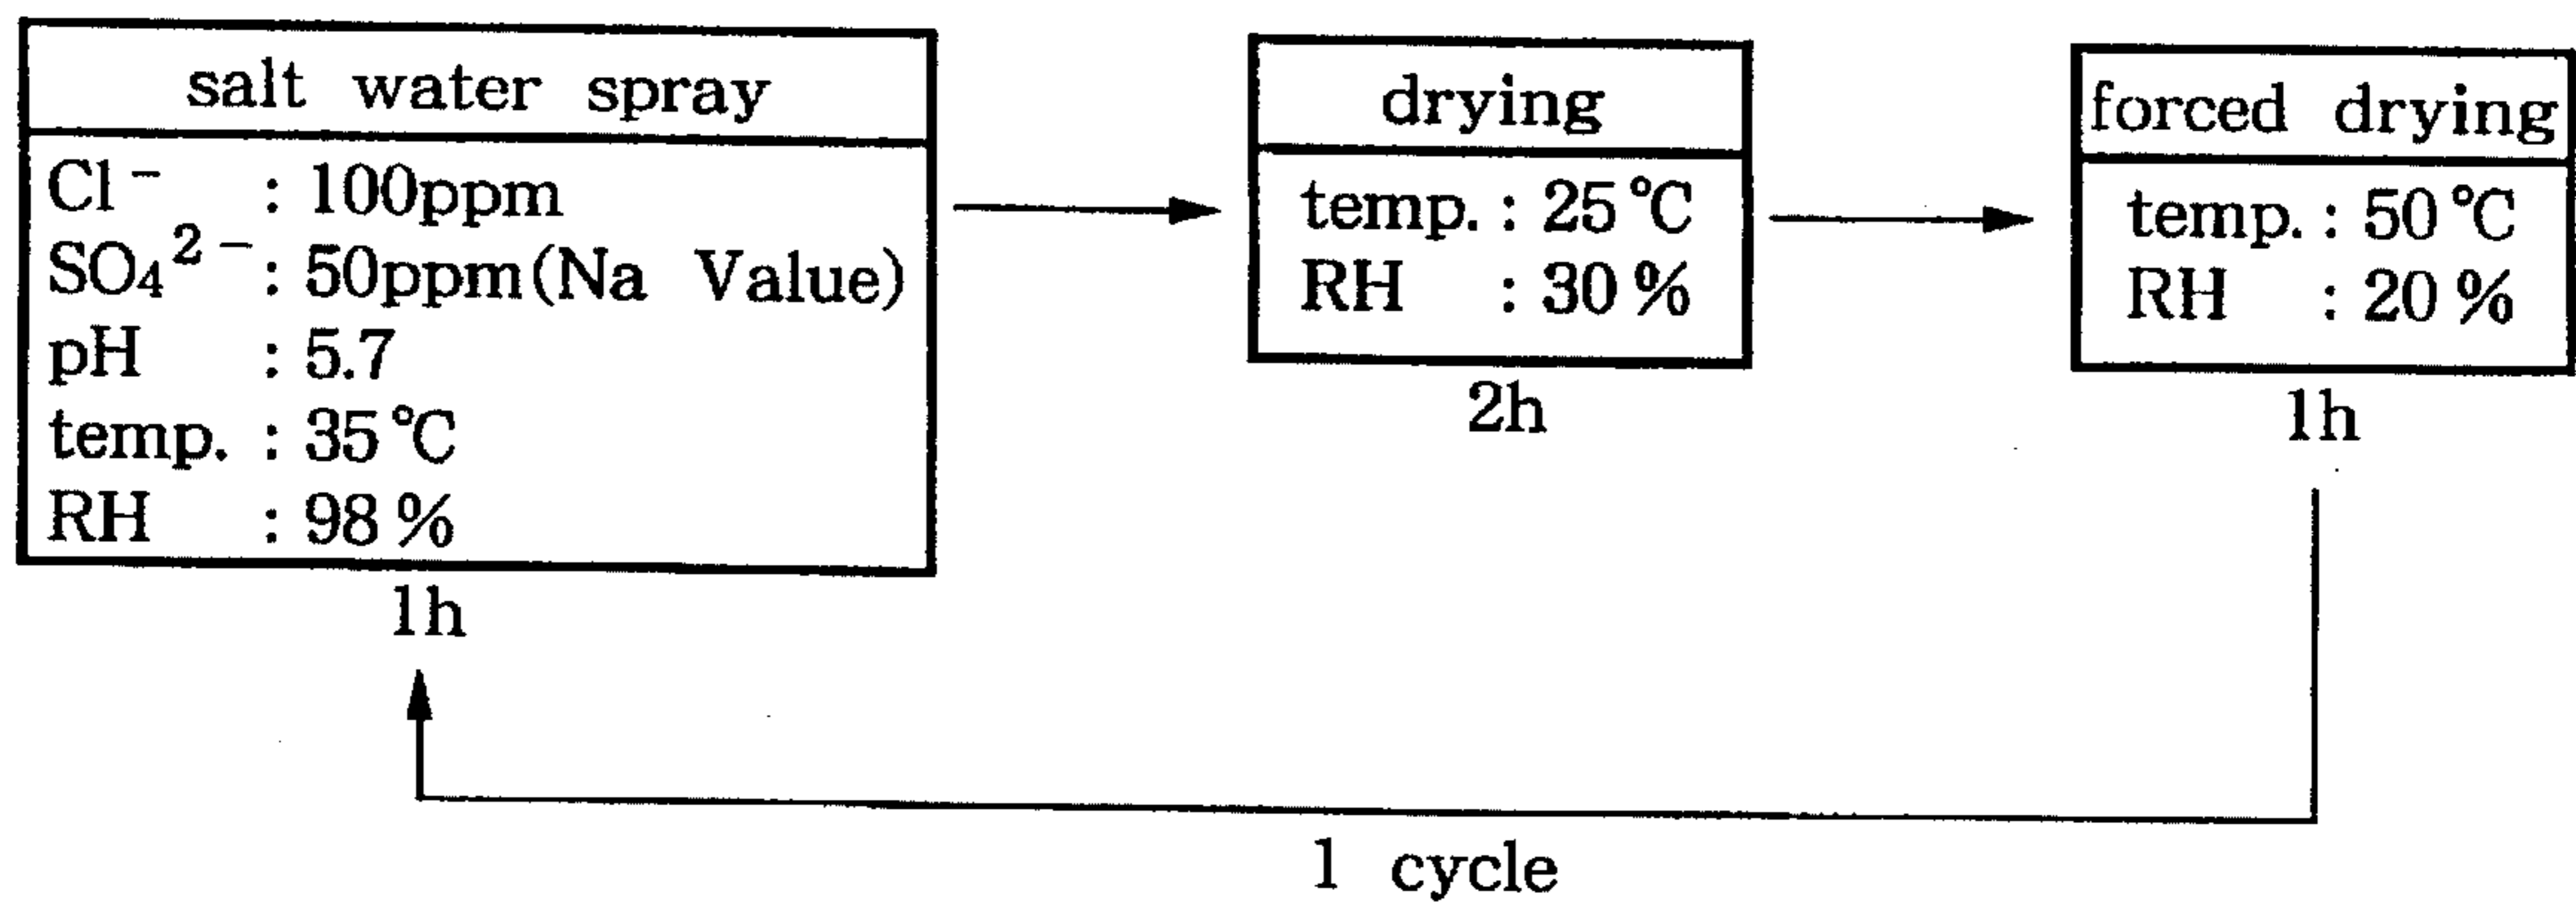 salt water spray
Cl⁻ : 100ppm
SO₄²⁻ : 50ppm(Na Value)
pH : 5.7
temp. : 35℃
RH : 98%
1h
drying
temp. : 25℃
RH : 30%
2h
forced drying
temp. : 50℃
RH : 20%
1h
1 cycle